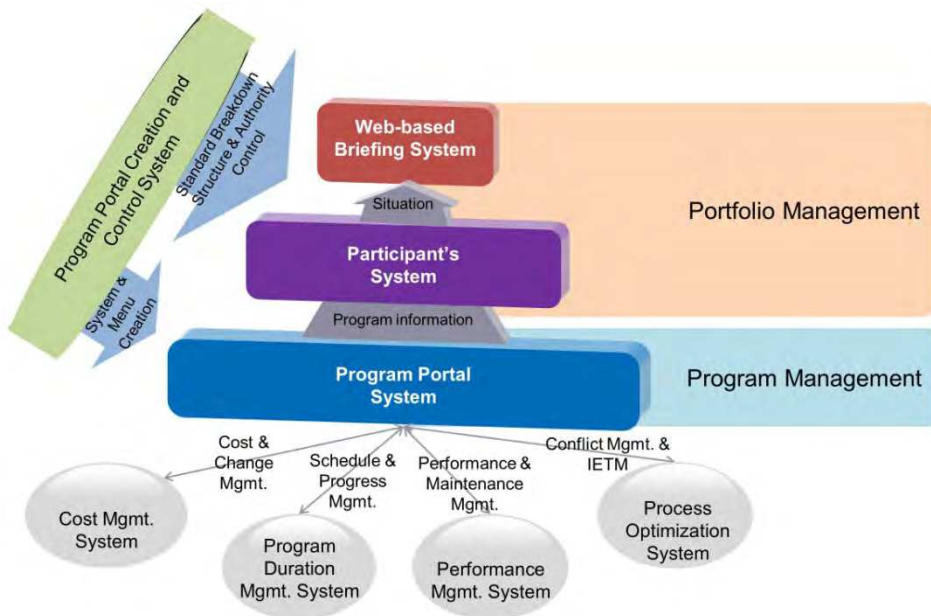 Program Portal Creation and
Control System
Standard Breakdown
Structure & Authority
Control
System &
Menu
Creation
Web-based
Briefing System
Situation
Participant's
System
Program information
Program Portal
System
Portfolio Management
Program Management
Cost &
Change
Mgmt.
Schedule &
Progress
Mgmt.
Performance &
Maintenance
Mgmt.
Conflict Mgmt. &
IETM
Cost Mgmt.
System
Program
Duration
Mgmt. System
Performance
Mgmt. System
Process
Optimization
System